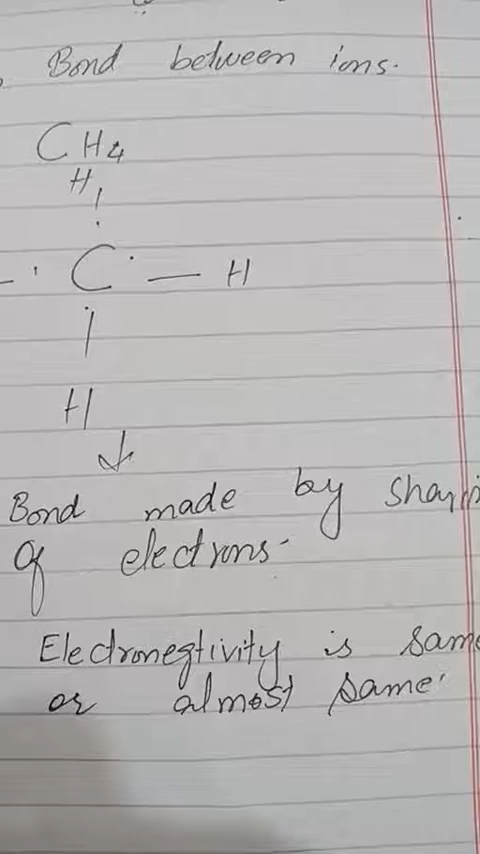 Bond between ions.
CH4
H
C — H
H
Bond made by
of electrons.
Electronegtivity is
or almost same.